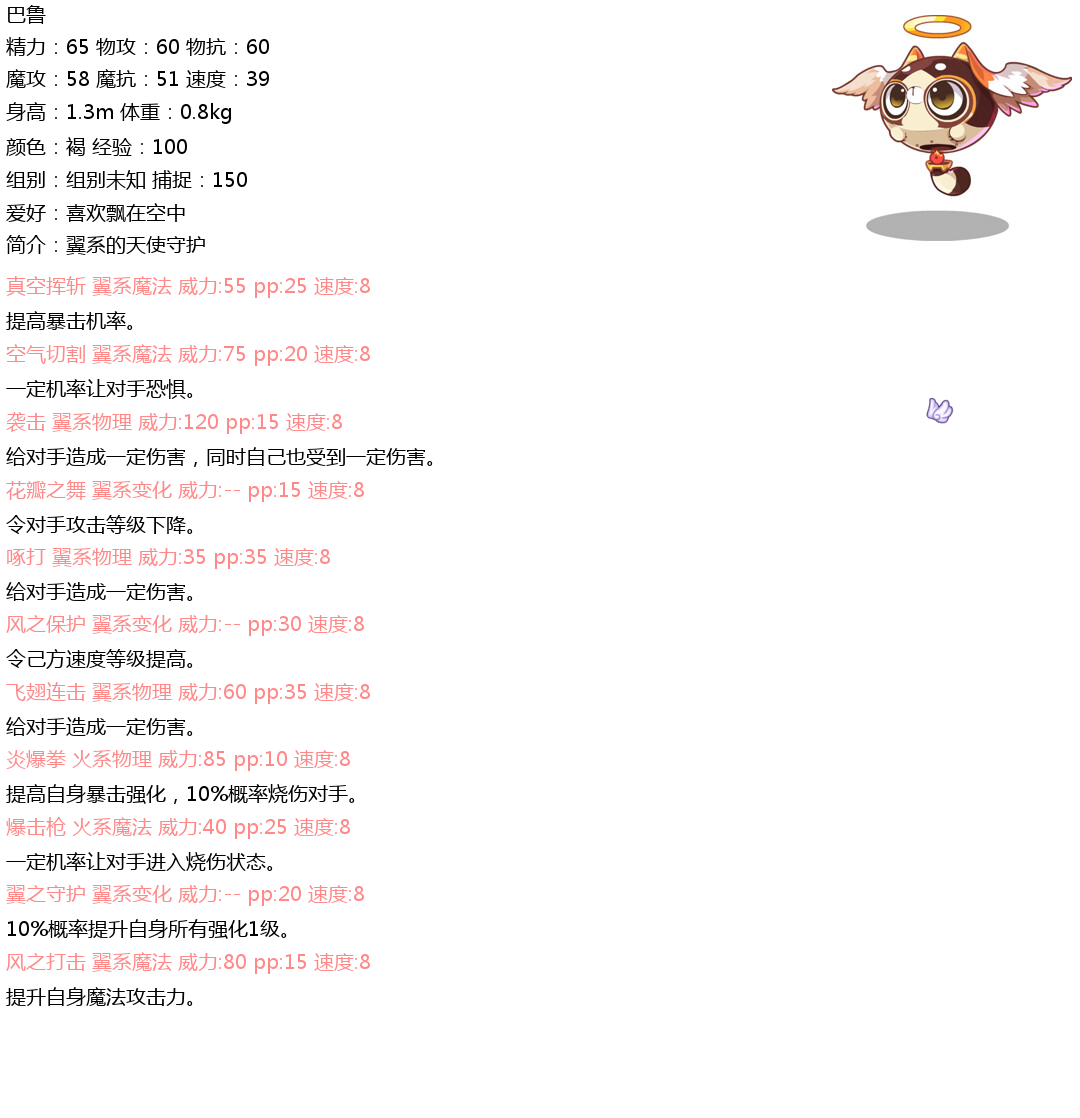 巴鲁
精力：65 物攻：60 物抗：60
魔攻：58 魔抗：51 速度：39
身高：1.3m 体重：0.8kg
颜色：褐 经验：100
组别：组别未知 捕捉：150
爱好：喜欢飘在空中
简介：翼系的天使守护
真空挥斩 翼系魔法 威力:55 pp:25 速度:8
提高暴击机率。
空气切割 翼系魔法 威力:75 pp:20 速度:8
一定机率让对手恐惧。
袭击 翼系物理 威力:120 pp:15 速度:8
给对手造成一定伤害，同时自己也受到一定伤害。
花瓣之舞 翼系变化 威力:-- pp:15 速度:8
令对手攻击等级下降。
啄打 翼系物理 威力:35 pp:35 速度:8
给对手造成一定伤害。
风之保护 翼系变化 威力:-- pp:30 速度:8
令己方速度等级提高。
飞翅连击 翼系物理 威力:60 pp:35 速度:8
给对手造成一定伤害。
炎爆拳 火系物理 威力:85 pp:10 速度:8
提高自身暴击强化，10%概率烧伤对手。
爆击枪 火系魔法 威力:40 pp:25 速度:8
一定机率让对手进入烧伤状态。
翼之守护 翼系变化 威力:-- pp:20 速度:8
10%概率提升自身所有强化1级。
风之打击 翼系魔法 威力:80 pp:15 速度:8
提升自身魔法攻击力。